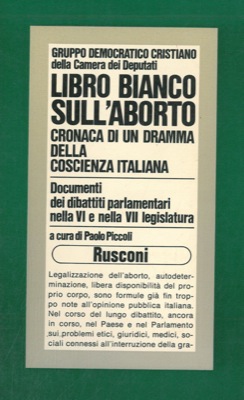 GRUPPO DEMOCRATICO CRISTIANO
della Camera dei Deputati
LIBRO BIANCO
SULL'ABORTO
CRONACA DI UN DRAMMA
DELLA
COSCIENZA ITALIANA
Documenti
dei dibattiti parlamentari
nella VI e nella VII legislatura
a cura di Paolo Piccoli
Rusconi
Legalizzazione dell'aborto, autodeter-
minazione, libera disponibilità del pro-
prio corpo, sono formule già fin trop-
po note all'opinione pubblica italiana.
Nel corso del lungo dibattito, ancora
in corso, nel Paese e nel Parlamento
sui problemi etici, giuridici, medici, so-
ciali connessi all'interruzione della gra-